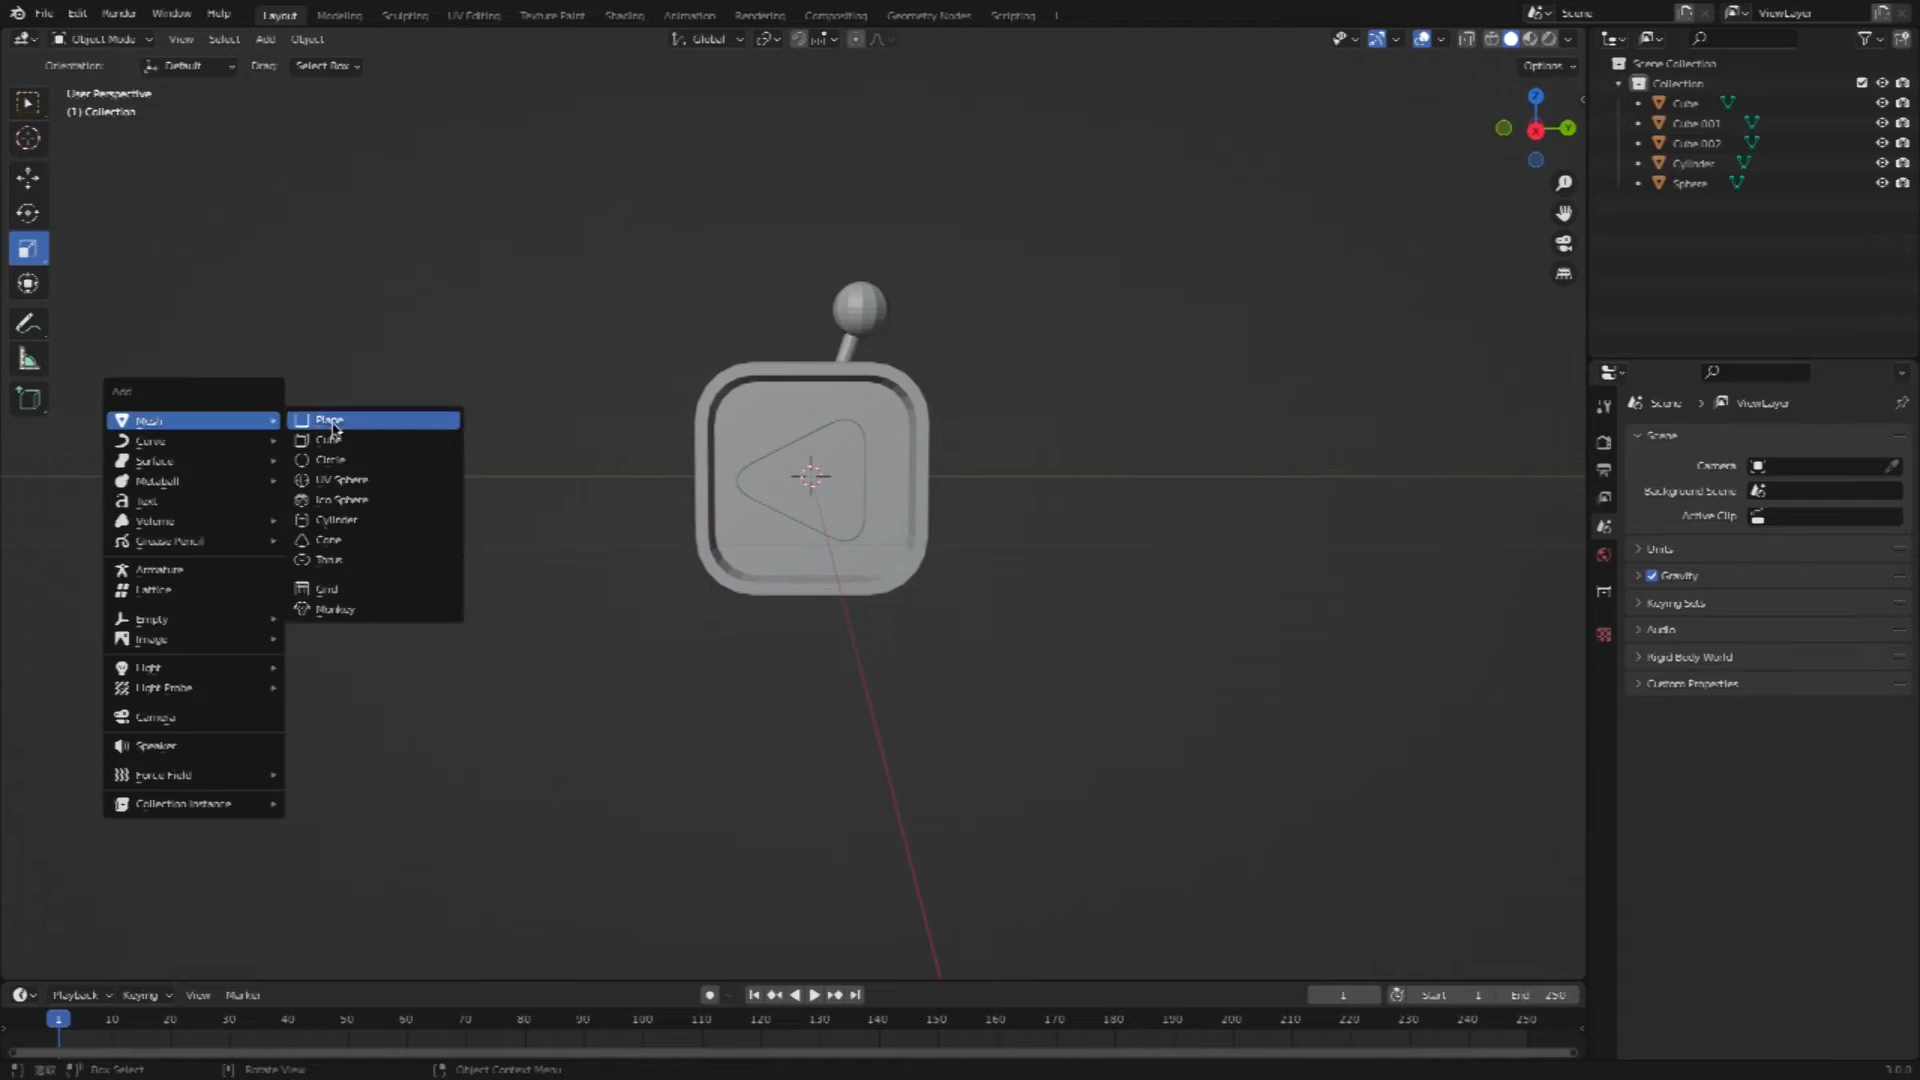 File Edit Render Window Help Layout Modeling Sculpting UV Editing Texture Paint Shading Animation Rendering Compositing Geometry Nodes Scripting Scene ViewLayer
Object Mode View Select Add Object Global
Orientation: Default Drag: Select Box Options
User Perspective
(1) Collection
Scene Collection
Collection
Cube
Cube.001
Cube.002
Cylinder
Sphere
Z
X
Y
Add
Mesh
Curve
Surface
Metaball
Text
Volume
Grease Pencil
Armature
Lattice
Empty
Image
Light
Light Probe
Camera
Speaker
Force Field
Collection Instance
Plane
Cube
Circle
UV Sphere
Ico Sphere
Cylinder
Cone
Torus
Grid
Monkey
Scene ViewLayer
Scene
Camera
Background Scene
Active Clip
Units
Gravity
Keying Sets
Audio
Rigid Body World
Custom Properties
Playback Keying View Marker 1 Start 1 End 250
1 10 20 30 40 50 60 70 80 90 100 110 120 130 140 150 160 170 180 190 200 210 220 230 240 250
選択 Box Select Rotate View Object Context Menu 3.0.0